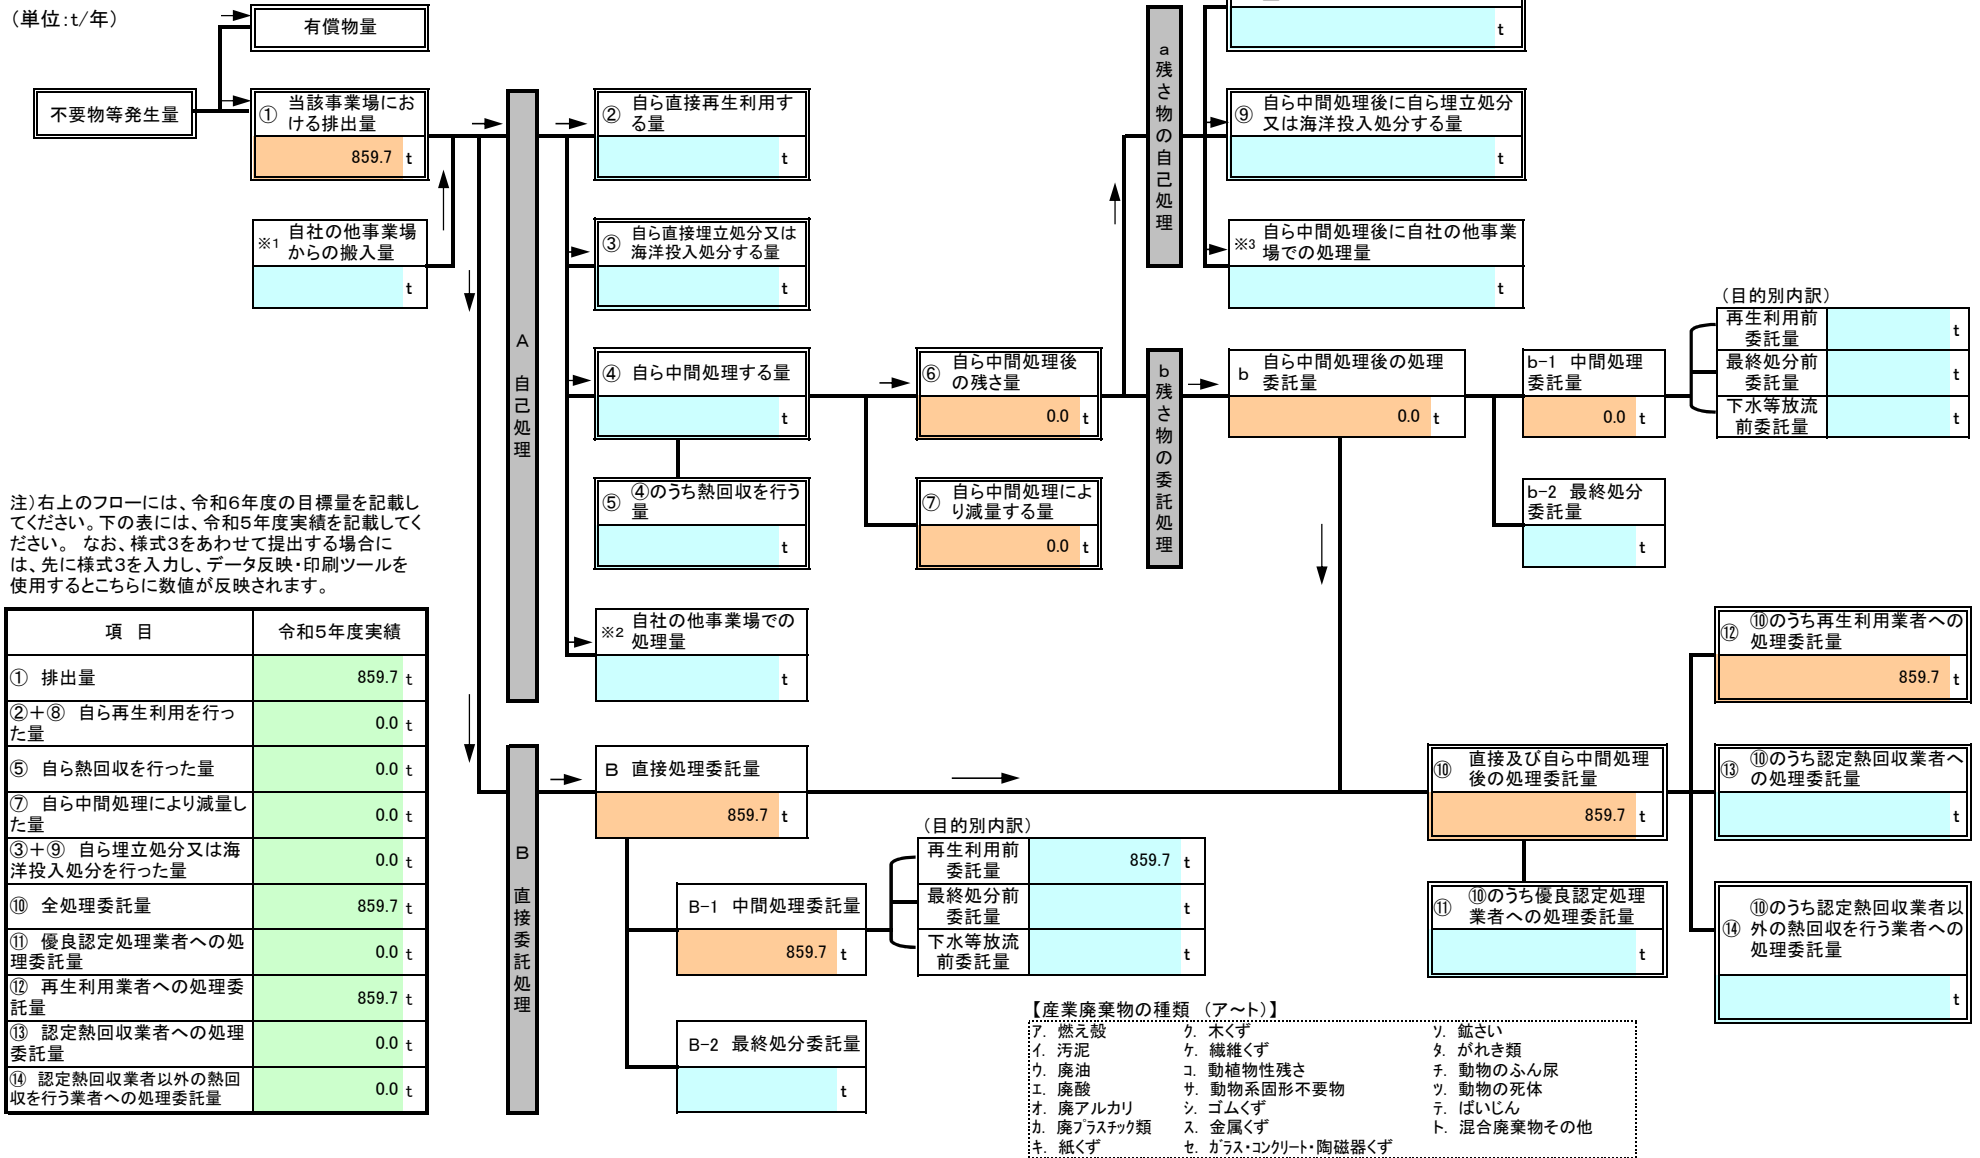 (単位:t/年)
有償物量
不要物等発生量
① 当該事業場にお
ける排出量
859.7 t
※1 自社の他事業場
からの搬入量
t
A 自己処理
② 自ら直接再生利用す
る量
t
③ 自ら直接埋立処分又は
海洋投入処分する量
t
④ 自ら中間処理する量
t
⑤ ④のうち熱回収を行う
量
t
※2 自社の他事業場での
処理量
t
⑥ 自ら中間処理後
の残さ量
0.0 t
⑦ 自ら中間処理によ
り減量する量
0.0 t
a 残さ物の自己処理
t
⑨ 自ら中間処理後に自ら埋立処分
又は海洋投入処分する量
t
※3 自ら中間処理後に自社の他事業
場での処理量
t
b 残さ物の委託処理
b 自ら中間処理後の処理
委託量
0.0 t
b-1 中間処理
委託量
0.0 t
(目的別内訳)
再生利用前
委託量
t
最終処分前
委託量
t
下水等放流
前委託量
t
b-2 最終処分
委託量
t
注)右上のフローには、令和6年度の目標量を記載し
てください。下の表には、令和5年度実績を記載してく
ださい。 なお、様式3をあわせて提出する場合に
は、先に様式3を入力し、データ反映・印刷ツールを
使用するとこちらに数値が反映されます。
項 目 令和5年度実績
① 排出量 859.7 t
②+⑧ 自ら再生利用を行っ
た量 0.0 t
⑤ 自ら熱回収を行った量 0.0 t
⑦ 自ら中間処理により減量し
た量 0.0 t
③+⑨ 自ら埋立処分又は海
洋投入処分を行った量 0.0 t
⑩ 全処理委託量 859.7 t
⑪ 優良認定処理業者への処
理委託量 0.0 t
⑫ 再生利用業者への処理委
託量 859.7 t
⑬ 認定熱回収業者への処理
委託量 0.0 t
⑭ 認定熱回収業者以外の熱回
収を行う業者への処理委託量 0.0 t
B 直接委託処理
B 直接処理委託量
859.7 t
B-1 中間処理委託量
859.7 t
(目的別内訳)
再生利用前
委託量
859.7 t
最終処分前
委託量
t
下水等放流
前委託量
t
B-2 最終処分委託量
t
⑩ 直接及び自ら中間処理
後の処理委託量
859.7 t
⑪ ⑩のうち優良認定処理
業者への処理委託量
t
⑫ ⑩のうち再生利用業者への
処理委託量
859.7 t
⑬ ⑩のうち認定熱回収業者へ
の処理委託量
t
⑭ ⑩のうち認定熱回収業者以
外の熱回収を行う業者への
処理委託量
t
【産業廃棄物の種類 (ア~ト)】
ア. 燃え殻 ク. 木くず ソ. 鉱さい
イ. 汚泥 ケ. 繊維くず タ. がれき類
ウ. 廃油 コ. 動植物性残さ チ. 動物のふん尿
エ. 廃酸 サ. 動物系固形不要物 ツ. 動物の死体
オ. 廃アルカリ シ. ゴムくず テ. ばいじん
カ. 廃プラスチック類 ス. 金属くず ト. 混合廃棄物その他
キ. 紙くず セ. ガラス・コンクリート・陶磁器くず